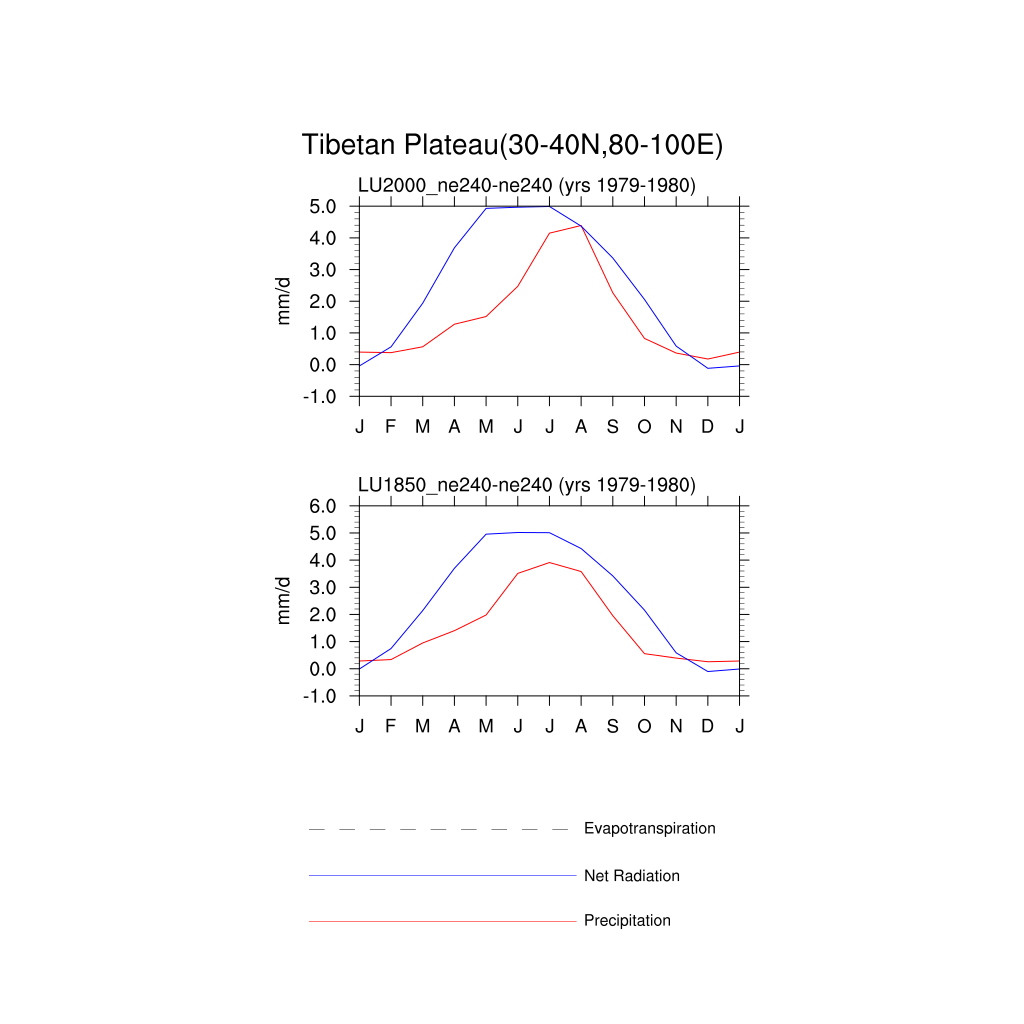 Tibetan Plateau(30-40N,80-100E)
LU2000_ne240-ne240 (yrs 1979-1980)
5.0
4.0
3.0
2.0
1.0
0.0
-1.0
mm/d
J F M A M J J A S O N D J
LU1850_ne240-ne240 (yrs 1979-1980)
6.0
5.0
4.0
3.0
2.0
1.0
0.0
-1.0
mm/d
J F M A M J J A S O N D J
Evapotranspiration
Net Radiation
Precipitation